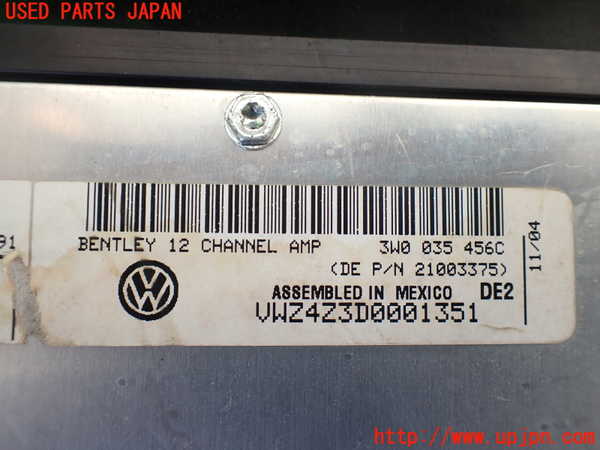 USED PARTS JAPAN
91
BENTLEY 12 CHANNEL AMP 3W0 035 456C
(DE P/N 21003375)
11/04
ASSEMBLED IN MEXICO DE2
VWZ4Z3D0001351
http://www.upjpn.com/